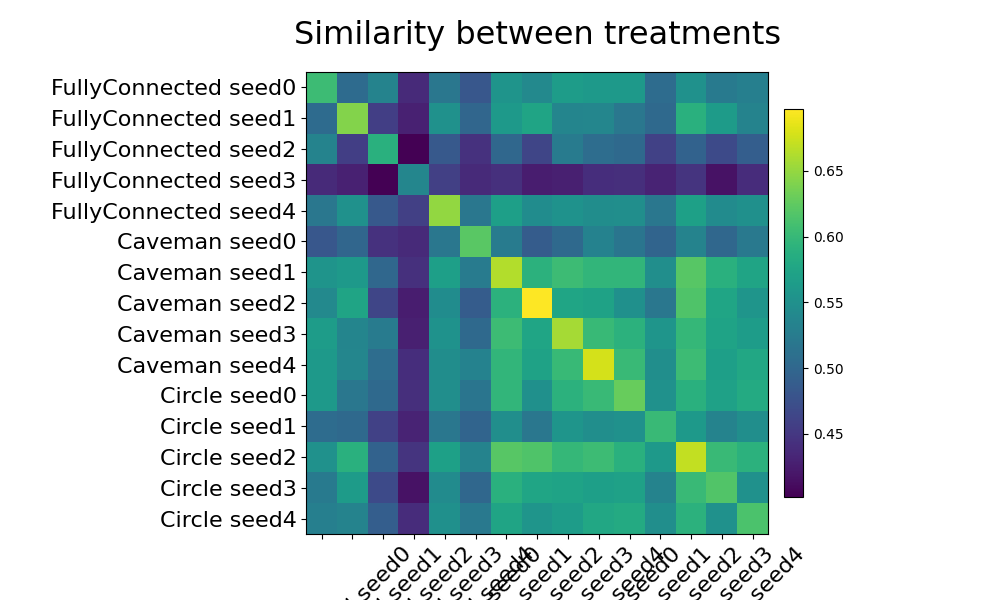 Similarity between treatments
FullyConnected seed0
FullyConnected seed1
FullyConnected seed2
FullyConnected seed3
FullyConnected seed4
Caveman seed0
Caveman seed1
Caveman seed2
Caveman seed3
Caveman seed4
Circle seed0
Circle seed1
Circle seed2
Circle seed3
Circle seed4
0.65
0.60
0.55
0.50
0.45
seed0
seed1
seed2
seed3
seed4
seed0
seed1
seed2
seed3
seed4
seed0
seed1
seed2
seed3
seed4